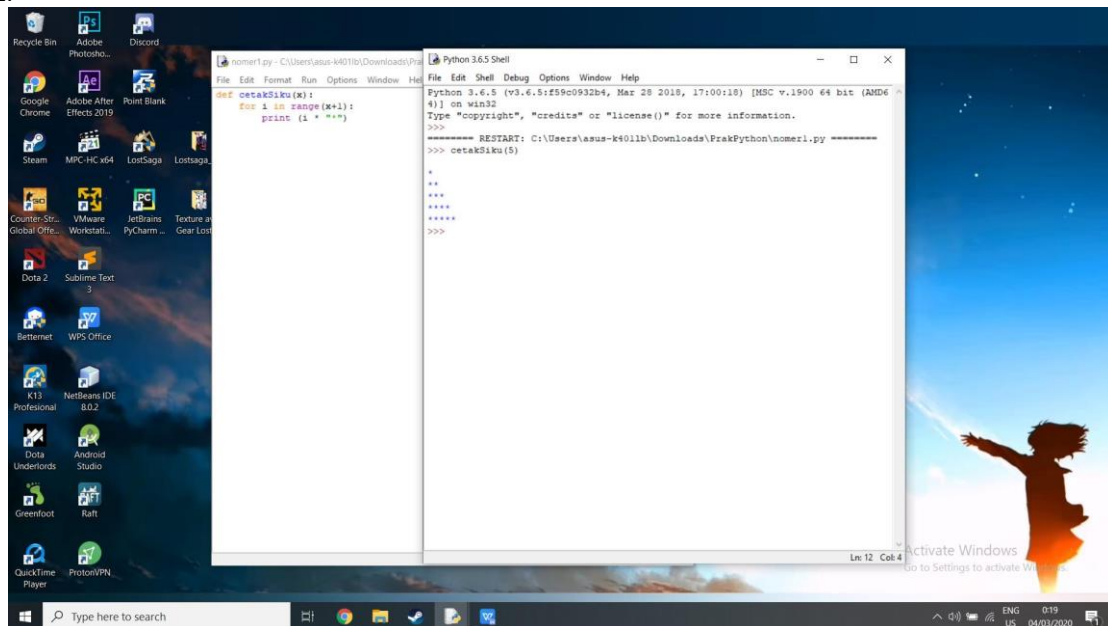 Recycle Bin
Adobe
Photosho...
Discord
Google
Chrome
Adobe After
Effects 2019
Point Blank
Steam
MPC-HC x64
LostSaga
Lostsaga_
Counter-Str...
Global Offe...
VMware
Workstati...
JetBrains
PyCharm ...
Texture a
Gear Lost
Dota 2
Sublime Text
3
Betternet
WPS Office
K13
Profesional
NetBeans IDE
8.0.2
Dota
Underlords
Android
Studio
Greenfoot
Raft
QuickTime
Player
ProtonVPN
nomer1.py - C:\Users\asus-k401lb\Downloads\Pra
File Edit Format Run Options Window Hel
def cetakSiku(x):
for i in range(x+1):
print (i * "*")
Python 3.6.5 Shell
File Edit Shell Debug Options Window Help
Python 3.6.5 (v3.6.5:f59c0932b4, Mar 28 2018, 17:00:18) [MSC v.1900 64 bit (AMD6
4)] on win32
Type "copyright", "credits" or "license()" for more information.
>>>
======== RESTART: C:\Users\asus-k401lb\Downloads\PrakPython\nomer1.py ========
>>> cetakSiku(5)
*
**
***
****
*****
>>>
Ln: 12 Col: 4
Activate Windows
Go to Settings to activate Windows.
Type here to search
ENG
US
0:19
04/03/2020